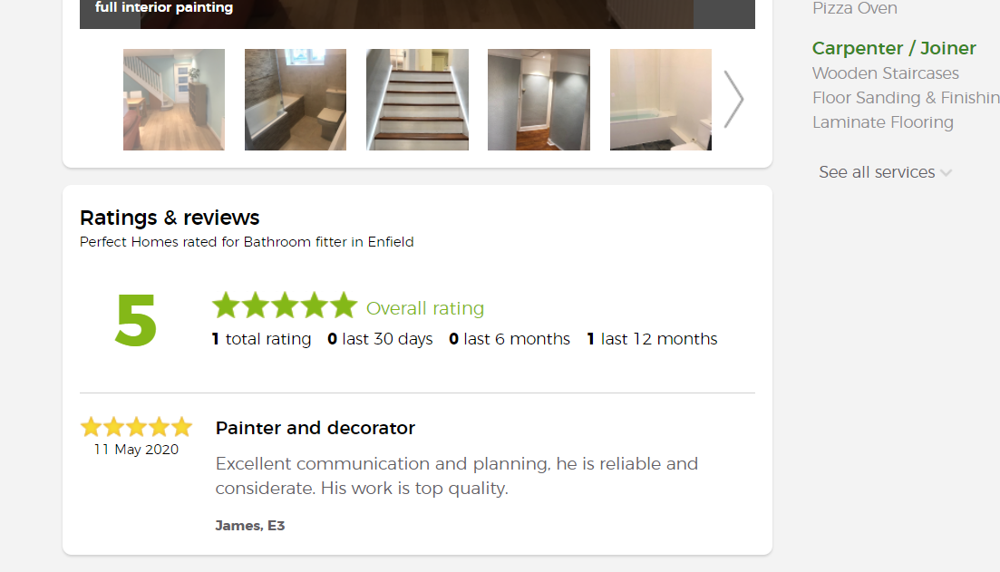 full interior painting
Pizza Oven
Carpenter / Joiner
Wooden Staircases
Floor Sanding & Finishin
Laminate Flooring
See all services
Ratings & reviews
Perfect Homes rated for Bathroom fitter in Enfield
5
Overall rating
1 total rating 0 last 30 days 0 last 6 months 1 last 12 months
Painter and decorator
11 May 2020
Excellent communication and planning, he is reliable and
considerate. His work is top quality.
James, E3